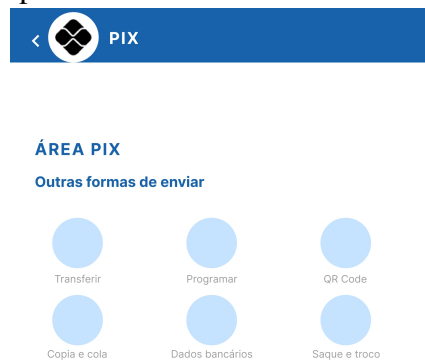 PIX
ÁREA PIX
Outras formas de enviar
Transferir Programar QR Code
Copia e cola Dados bancários Saque e troco